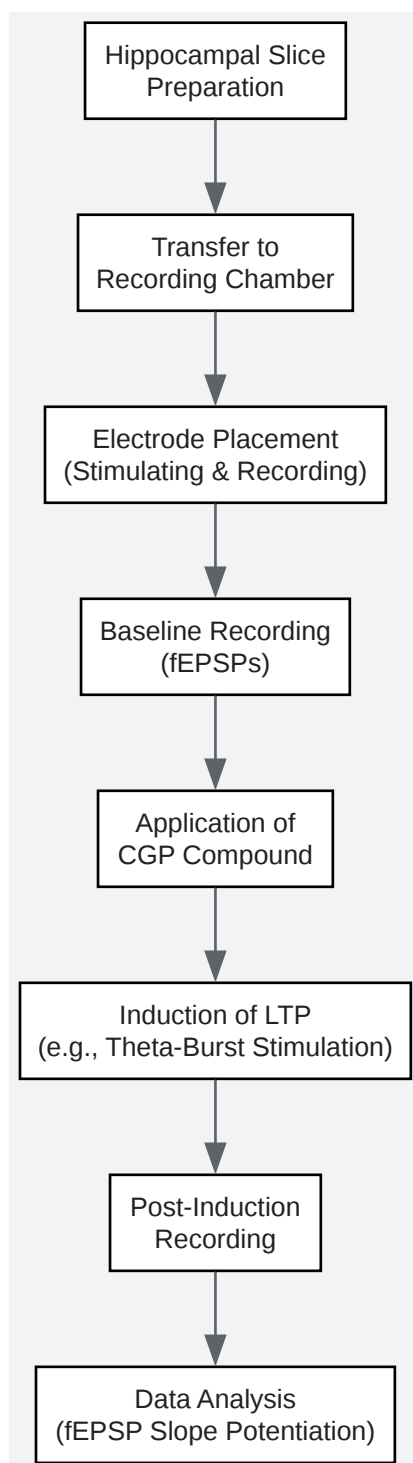 Hippocampal Slice
Preparation
Transfer to
Recording Chamber
Electrode Placement
(Stimulating & Recording)
Baseline Recording
(fEPSPs)
Application of
CGP Compound
Induction of LTP
(e.g., Theta-Burst Stimulation)
Post-Induction
Recording
Data Analysis
(fEPSP Slope Potentiation)